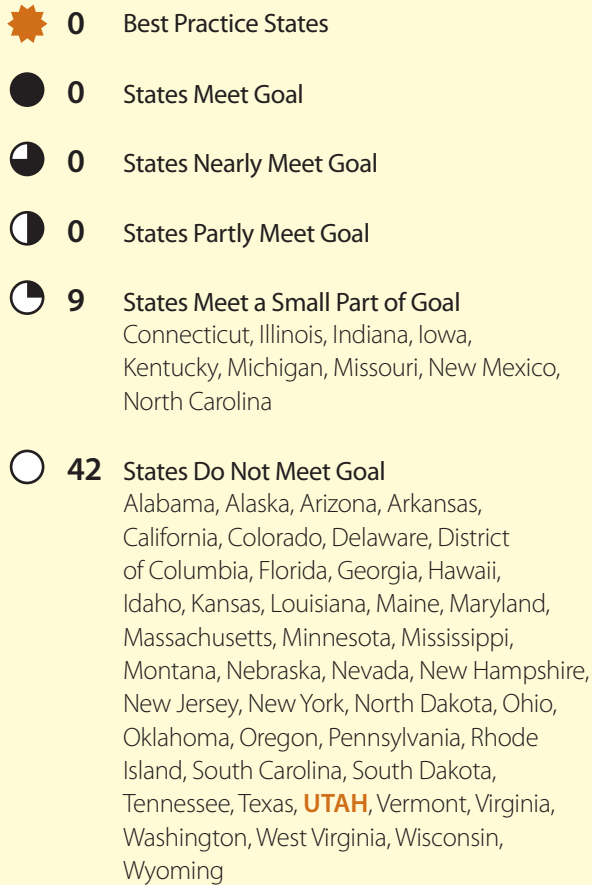 0 Best Practice States
0 States Meet Goal
0 States Nearly Meet Goal
0 States Partly Meet Goal
9 States Meet a Small Part of Goal
Connecticut, Illinois, Indiana, Iowa,
Kentucky, Michigan, Missouri, New Mexico,
North Carolina
42 States Do Not Meet Goal
Alabama, Alaska, Arizona, Arkansas,
California, Colorado, Delaware, District
of Columbia, Florida, Georgia, Hawaii,
Idaho, Kansas, Louisiana, Maine, Maryland,
Massachusetts, Minnesota, Mississippi,
Montana, Nebraska, Nevada, New Hampshire,
New Jersey, New York, North Dakota, Ohio,
Oklahoma, Oregon, Pennsylvania, Rhode
Island, South Carolina, South Dakota,
Tennessee, Texas, UTAH, Vermont, Virginia,
Washington, West Virginia, Wisconsin,
Wyoming